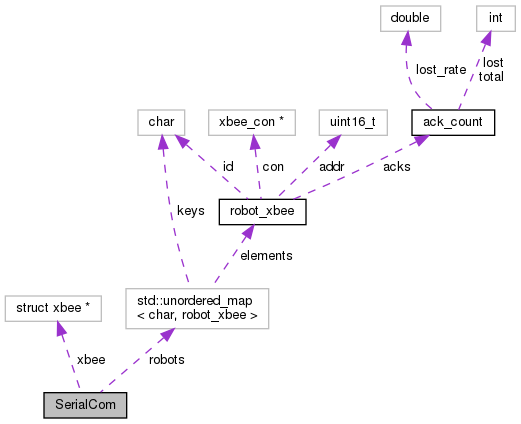 double
int
lost_rate
lost
total
char
xbee_con *
uint16_t
ack_count
id
con
addr
acks
keys
robot_xbee
elements
struct xbee *
std::unordered_map
< char, robot_xbee >
xbee
robots
SerialCom